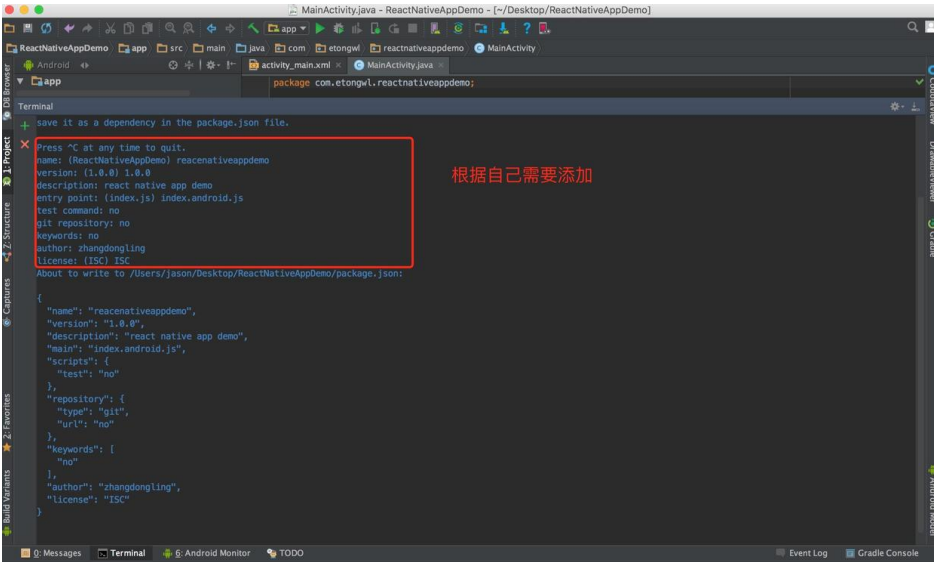 MainActivity.java - ReactNativeAppDemo - [~/Desktop/ReactNativeAppDemo]
app
ReactNativeAppDemo app src main java com etongwl reactnativeappdemo MainActivity
Android activity_main.xml × MainActivity.java ×
app
package com.etongwl.reactnativeappdemo;
Terminal
save it as a dependency in the package.json file.
Press ^C at any time to quit.
name: (ReactNativeAppDemo) reacenativeappdemo
version: (1.0.0) 1.0.0
description: react native app demo
entry point: (index.js) index.android.js
test command: no
git repository: no
keywords: no
author: zhangdongling
license: (ISC) ISC
根据自己需要添加
About to write to /Users/jason/Desktop/ReactNativeAppDemo/package.json:
{
"name": "reacenativeappdemo",
"version": "1.0.0",
"description": "react native app demo",
"main": "index.android.js",
"scripts": {
"test": "no"
},
"repository": {
"type": "git",
"url": "no"
},
"keywords": [
"no"
],
"author": "zhangdongling",
"license": "ISC"
}
DB Browser
1: Project
Z: Structure
Captures
2: Favorites
Build Variants
Gradle
Android Model
0: Messages Terminal 6: Android Monitor TODO Event Log Gradle Console